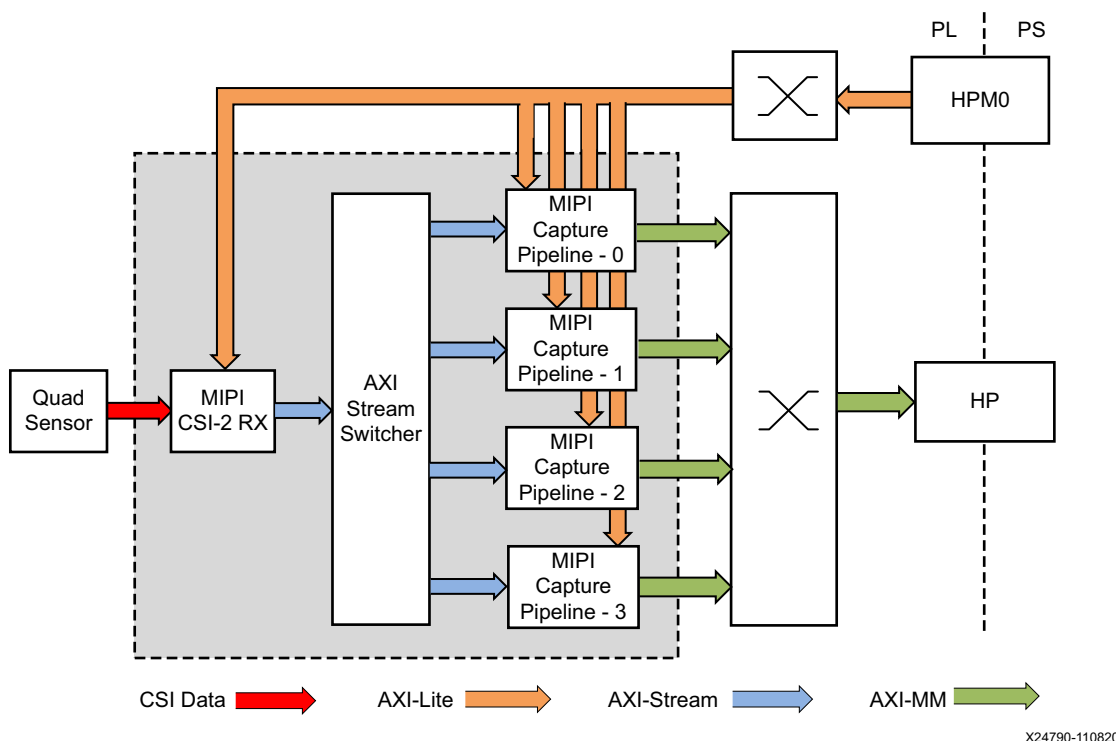 PL
PS
HPM0
MIPI
Capture
Pipeline - 0
MIPI
Capture
Pipeline - 1
Quad
Sensor
MIPI
CSI-2 RX
AXI
Stream
Switcher
HP
MIPI
Capture
Pipeline - 2
MIPI
Capture
Pipeline - 3
CSI Data
AXI-Lite
AXI-Stream
AXI-MM
X24790-110820